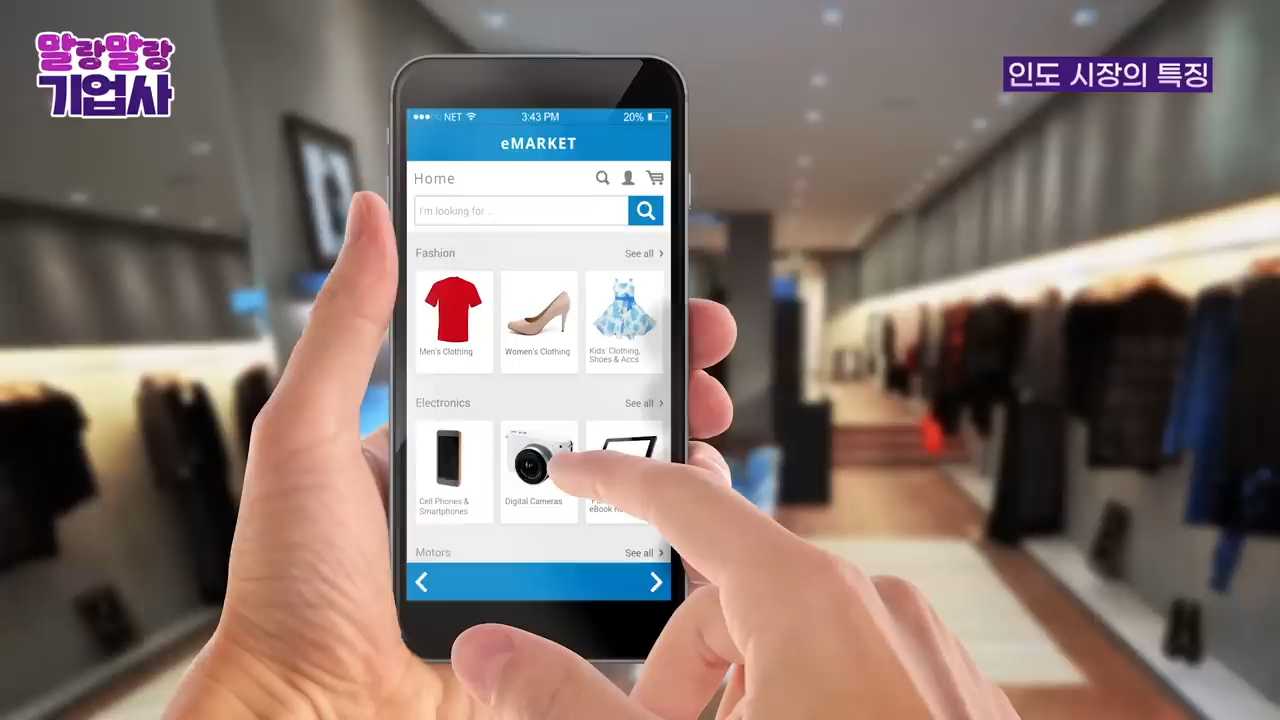 말랑말랑
기업사
인도 시장의 특징
NET 3:43 PM 20%
eMARKET
Home
I'm looking for ..
Fashion See all
Men's Clothing Women's Clothing Kids' Clothing,
Shoes & Accs
Electronics See all
Cell Phones & Digital Cameras
Smartphones eBook
Motors See all